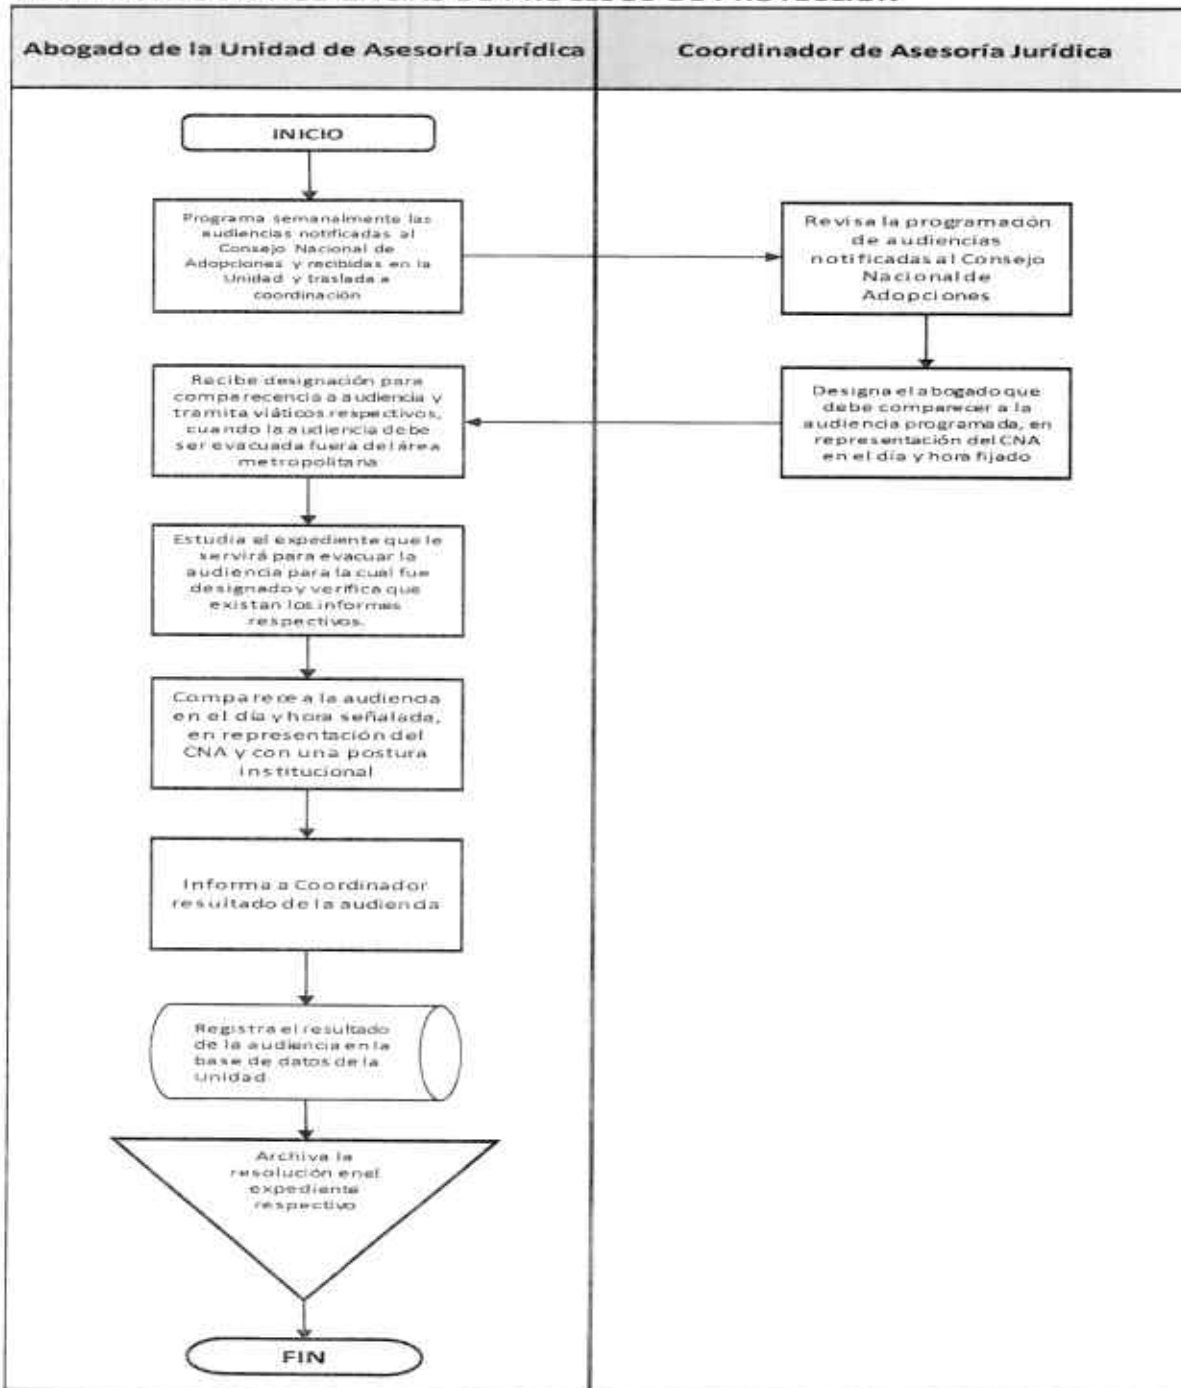 Abogado de la Unidad de Asesoría Jurídica
Coordinador de Asesoría Jurídica
INICIO
Programa semanalmente las
audiencias notificadas al
Consejo Nacional de
Adopciones y recibidas en la
Unidad y traslada a
coordinación
Revisa la programación
de audiencias
notificadas al Consejo
Nacional de
Adopciones
Designa el abogado que
debe comparecer a la
audiencia programada, en
representación del CNA
en el día y hora fijado
Recibe designación para
comparecencia a audiencia y
tramita viáticos respectivos,
cuando la audiencia debe
ser evacuada fuera del área
metropolitana
Estudia el expediente que le
servirá para evacuar la
audiencia para la cual fue
designado y verifica que
existan los informes
respectivos.
Comparece a la audiencia
en el día y hora señalada,
en representación del
CNA y con una postura
institucional
Informa a Coordinador
resultado de la audiencia
Registra el resultado
de la audiencia en la
base de datos de la
Unidad
Archiva la
resolución en el
expediente
respectivo
FIN